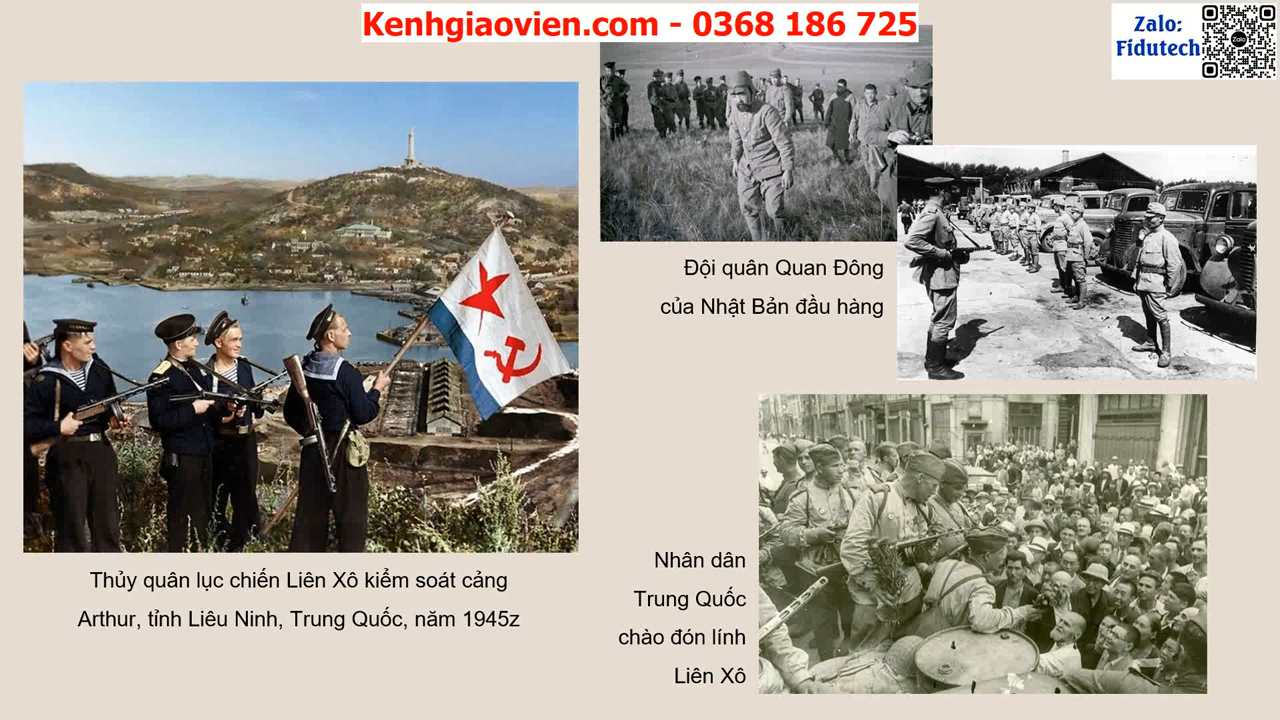 Kenhgiaovien.com - 0368 186 725
Zalo:
Fidutech
Zalo
Đội quân Quan Đông
của Nhật Bản đầu hàng
Thủy quân lục chiến Liên Xô kiểm soát cảng
Arthur, tỉnh Liêu Ninh, Trung Quốc, năm 1945z
Nhân dân
Trung Quốc
chào đón lính
Liên Xô